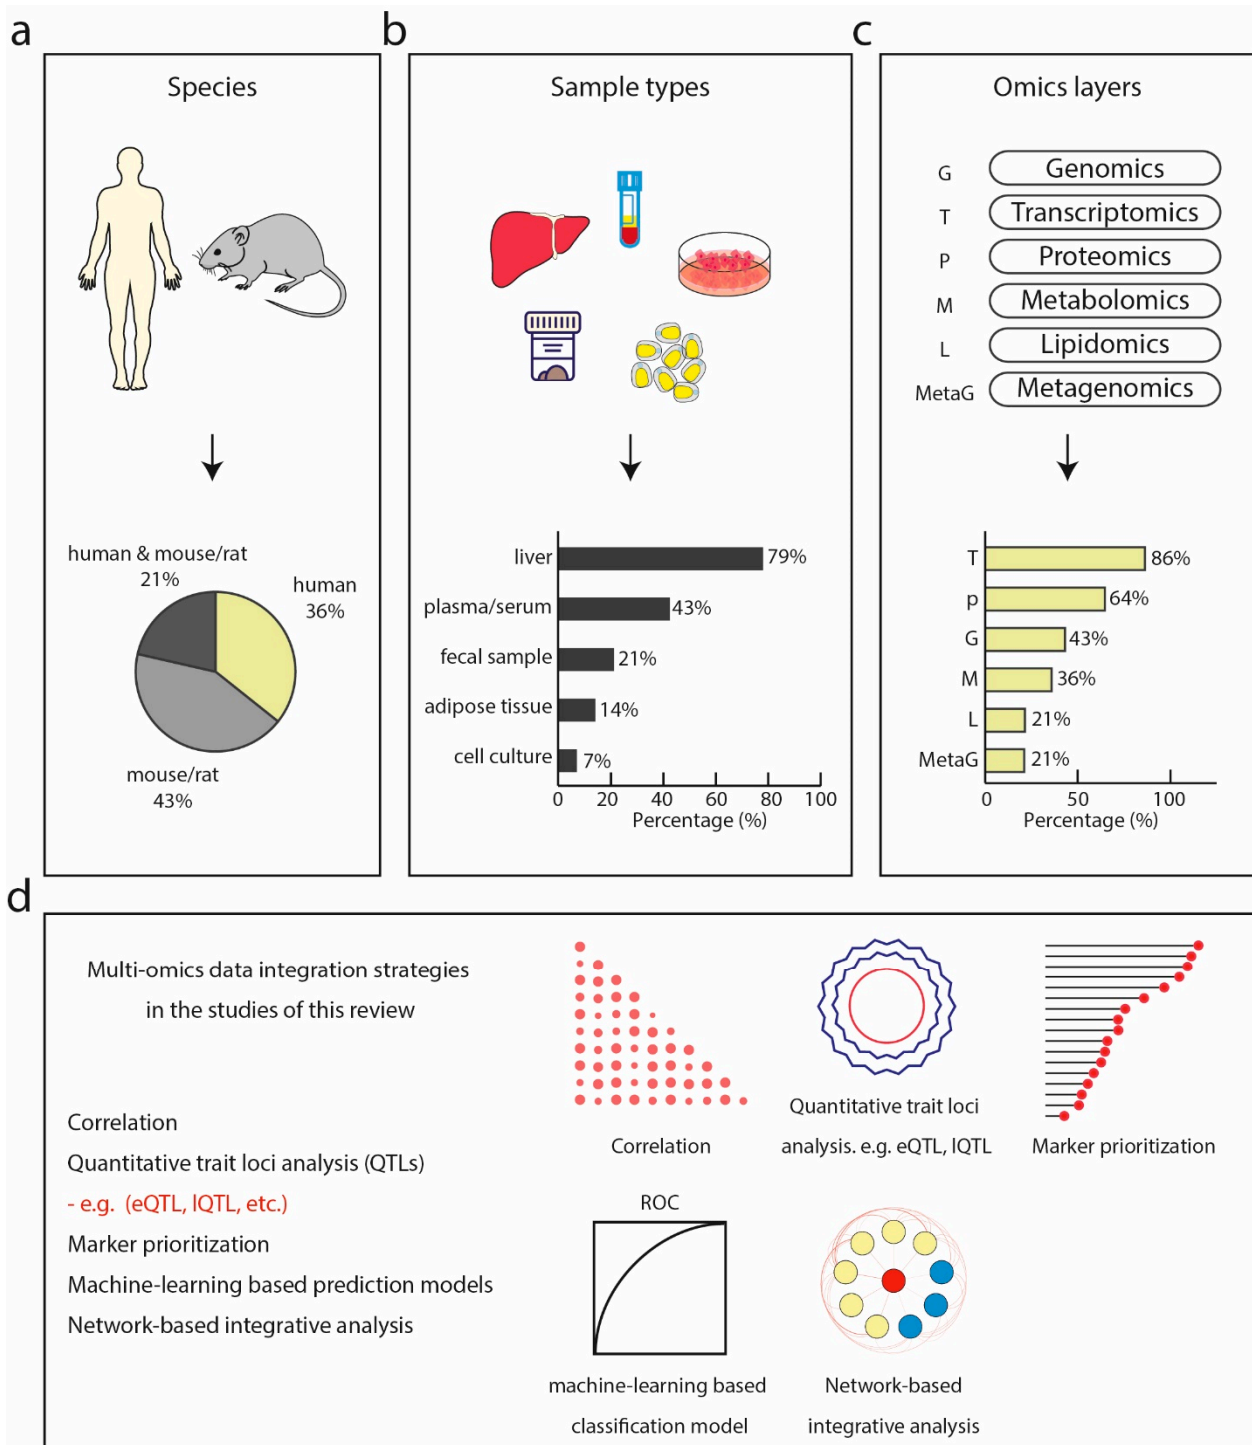 a
Species
human & mouse/rat
21%
human
36%
mouse/rat
43%
b
Sample types
liver
79%
plasma/serum
43%
fecal sample
21%
adipose tissue
14%
cell culture
7%
0 20 40 60 80 100
Percentage (%)
c
Omics layers
G Genomics
T Transcriptomics
P Proteomics
M Metabolomics
L Lipidomics
MetaG Metagenomics
T 86%
p 64%
G 43%
M 36%
L 21%
MetaG 21%
0 50 100
Percentage (%)
d
Multi-omics data integration strategies
in the studies of this review
Correlation
Quantitative trait loci analysis (QTLs)
- e.g. (eQTL, lQTL, etc.)
Marker prioritization
Machine-learning based prediction models
Network-based integrative analysis
Correlation
Quantitative trait loci
analysis. e.g. eQTL, lQTL
Marker prioritization
ROC
machine-learning based
classification model
Network-based
integrative analysis